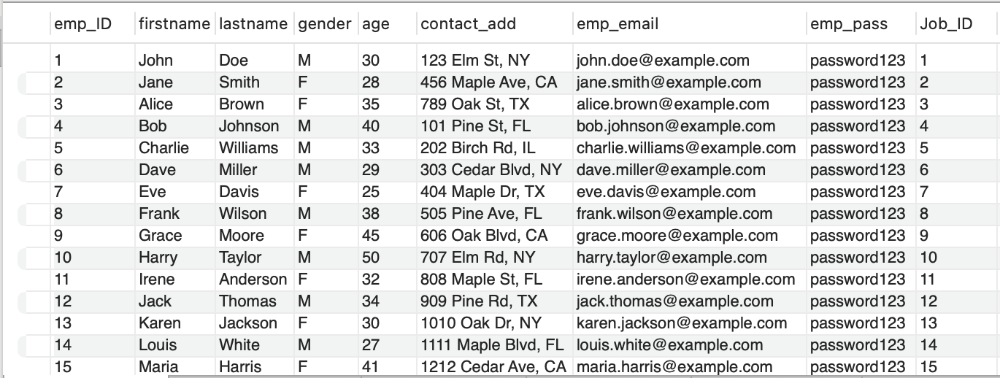 emp_ID firstname lastname gender age contact_add emp_email emp_pass Job_ID
1 John Doe M 30 123 Elm St, NY john.doe@example.com password123 1
2 Jane Smith F 28 456 Maple Ave, CA jane.smith@example.com password123 2
3 Alice Brown F 35 789 Oak St, TX alice.brown@example.com password123 3
4 Bob Johnson M 40 101 Pine St, FL bob.johnson@example.com password123 4
5 Charlie Williams M 33 202 Birch Rd, IL charlie.williams@example.com password123 5
6 Dave Miller M 29 303 Cedar Blvd, NY dave.miller@example.com password123 6
7 Eve Davis F 25 404 Maple Dr, TX eve.davis@example.com password123 7
8 Frank Wilson M 38 505 Pine Ave, FL frank.wilson@example.com password123 8
9 Grace Moore F 45 606 Oak Blvd, CA grace.moore@example.com password123 9
10 Harry Taylor M 50 707 Elm Rd, NY harry.taylor@example.com password123 10
11 Irene Anderson F 32 808 Maple St, FL irene.anderson@example.com password123 11
12 Jack Thomas M 34 909 Pine Rd, TX jack.thomas@example.com password123 12
13 Karen Jackson F 30 1010 Oak Dr, NY karen.jackson@example.com password123 13
14 Louis White M 27 1111 Maple Blvd, FL louis.white@example.com password123 14
15 Maria Harris F 41 1212 Cedar Ave, CA maria.harris@example.com password123 15